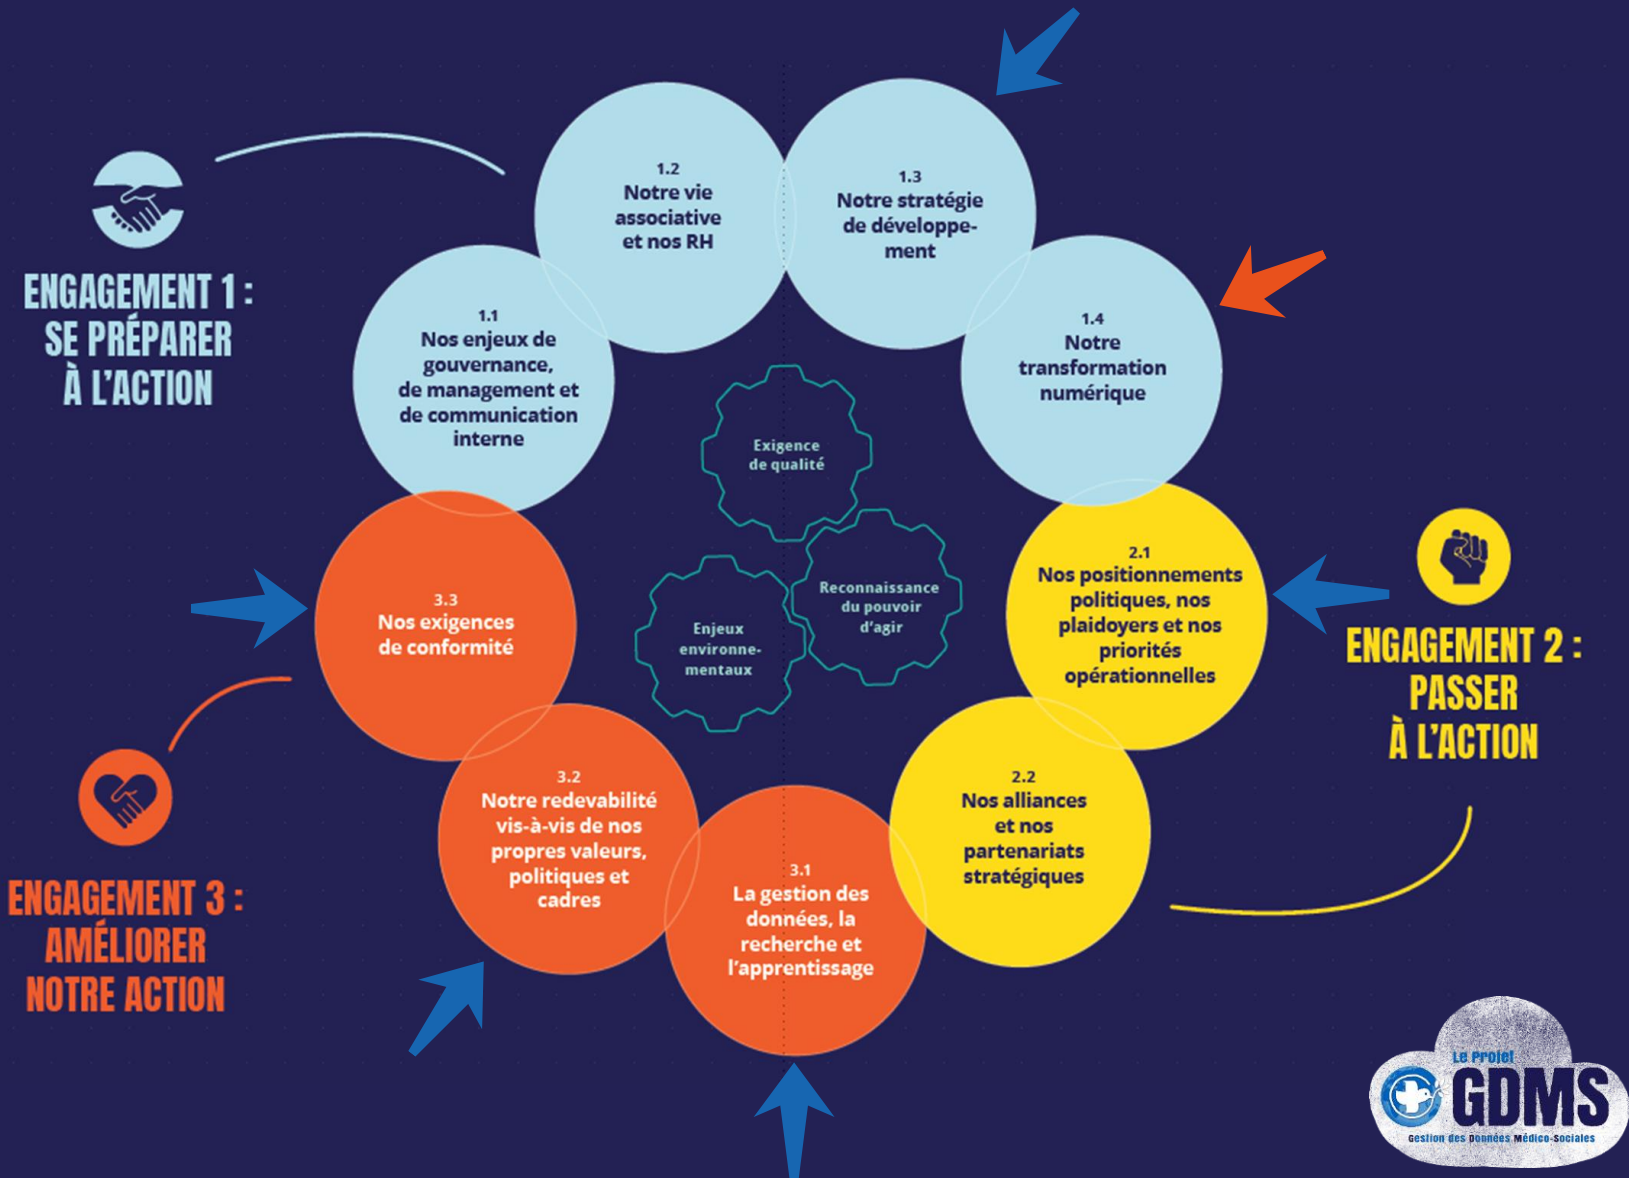 ENGAGEMENT 1 :
SE PRÉPARER
À L'ACTION
1.1
Nos enjeux de
gouvernance,
de management et
de communication
interne
1.2
Notre vie
associative
et nos RH
1.3
Notre stratégie
de développe-
ment
1.4
Notre
transformation
numérique
Exigence
de qualité
Reconnaissance
du pouvoir
d'agir
Enjeux
environne-
mentaux
ENGAGEMENT 2 :
PASSER
À L'ACTION
2.1
Nos positionnements
politiques, nos
plaidoyers et nos
priorités
opérationnelles
2.2
Nos alliances
et nos
partenariats
stratégiques
ENGAGEMENT 3 :
AMÉLIORER
NOTRE ACTION
3.1
La gestion des
données, la
recherche et
l'apprentissage
3.2
Notre redevabilité
vis-à-vis de nos
propres valeurs,
politiques et
cadres
3.3
Nos exigences
de conformité
Le Projet
GDMS
Gestion des Données Médico-Sociales